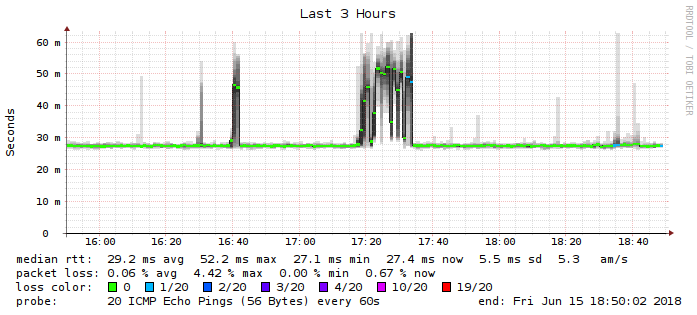 Last 3 Hours
RRDTOOL / TOBI OETIKER
Seconds
60 m
50 m
40 m
30 m
20 m
10 m
0
16:00 16:20 16:40 17:00 17:20 17:40 18:00 18:20 18:40
median rtt: 29.2 ms avg 52.2 ms max 27.1 ms min 27.4 ms now 5.5 ms sd 5.3 am/s
packet loss: 0.06 % avg 4.42 % max 0.00 % min 0.67 % now
loss color: 0 1/20 2/20 3/20 4/20 10/20 19/20
probe: 20 ICMP Echo Pings (56 Bytes) every 60s end: Fri Jun 15 18:50:02 2018